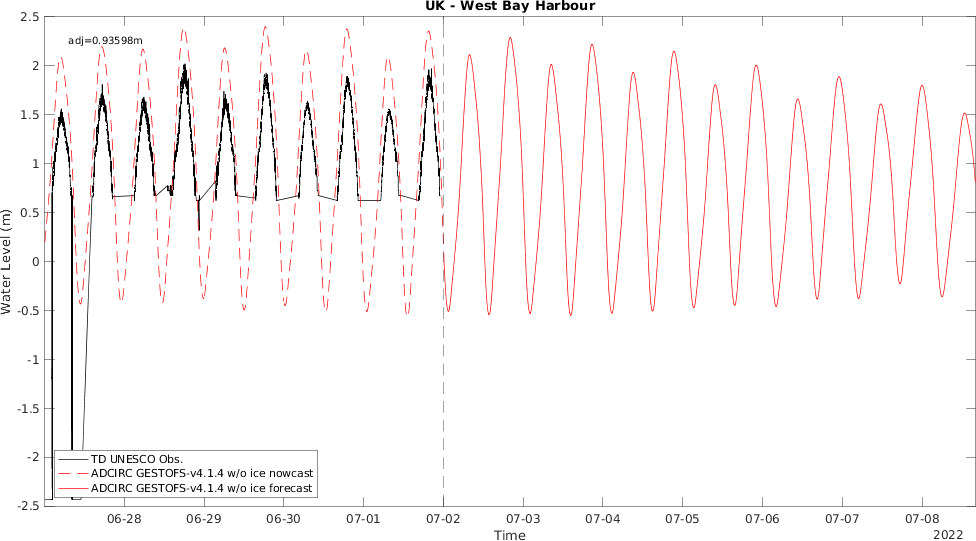 UK - West Bay Harbour
adj=0.93598m
Water Level (m)
2.5
2
1.5
1
0.5
0
-0.5
-1
-1.5
-2
-2.5
TD UNESCO Obs.
ADCIRC GESTOFS-v4.1.4 w/o ice nowcast
ADCIRC GESTOFS-v4.1.4 w/o ice forecast
06-28 06-29 06-30 07-01 07-02 07-03 07-04 07-05 07-06 07-07 07-08
Time
2022